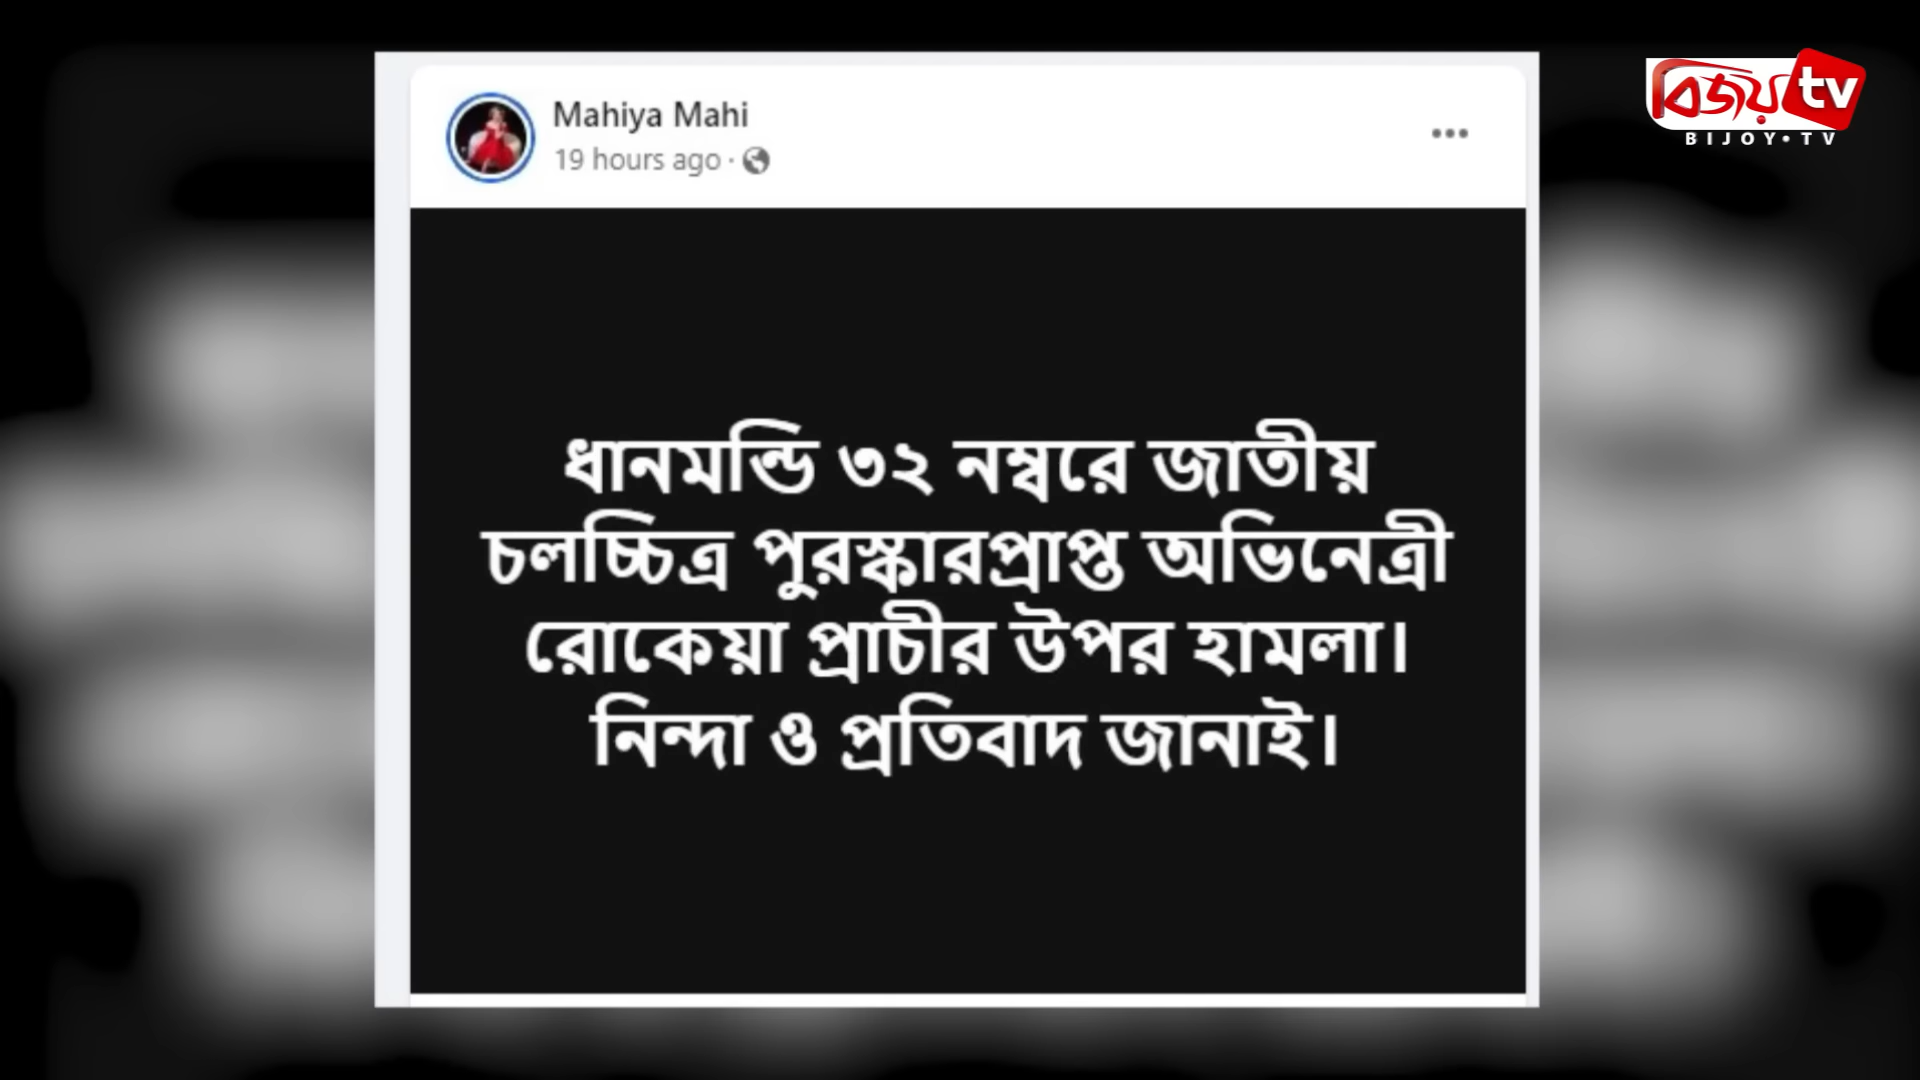 Mahiya Mahi
19 hours ago ·
বিজয় tv
BIJOY • TV
ধানমন্ডি ৩২ নম্বরে জাতীয়
চলচ্চিত্র পুরস্কারপ্রাপ্ত অভিনেত্রী
রোকেয়া প্রাচীর উপর হামলা।
নিন্দা ও প্রতিবাদ জানাই।